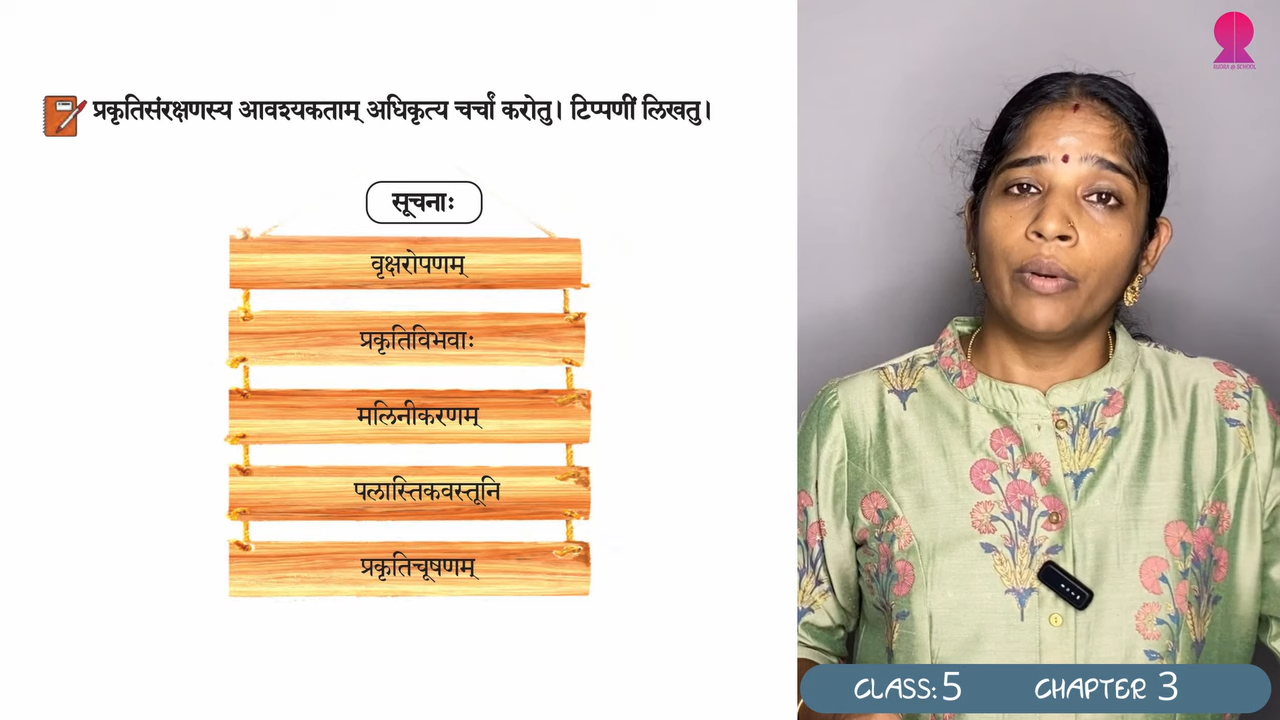 प्रकृतिसंरक्षणस्य आवश्यकताम् अधिकृत्य चर्चां करोतु। टिप्पणीं लिखतु।
सूचनाः
वृक्षरोपणम्
प्रकृतिविभवाः
मलिनीकरणम्
पलास्तिकवस्तूनि
प्रकृतिचूषणम्
CLASS: 5 CHAPTER 3